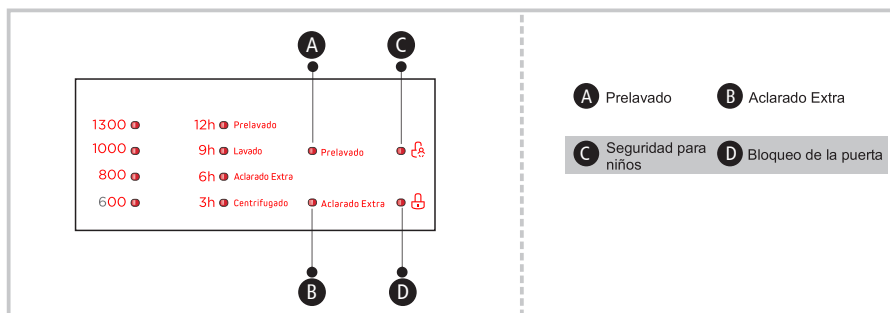 A
C
1300 12h Prelavado
1000 9h Lavado Prelavado
800 6h Aclarado Extra
600 3h Centrifugado Aclarado Extra
B
D
A Prelavado
B Aclarado Extra
C Seguridad para
niños
D Bloqueo de la puerta